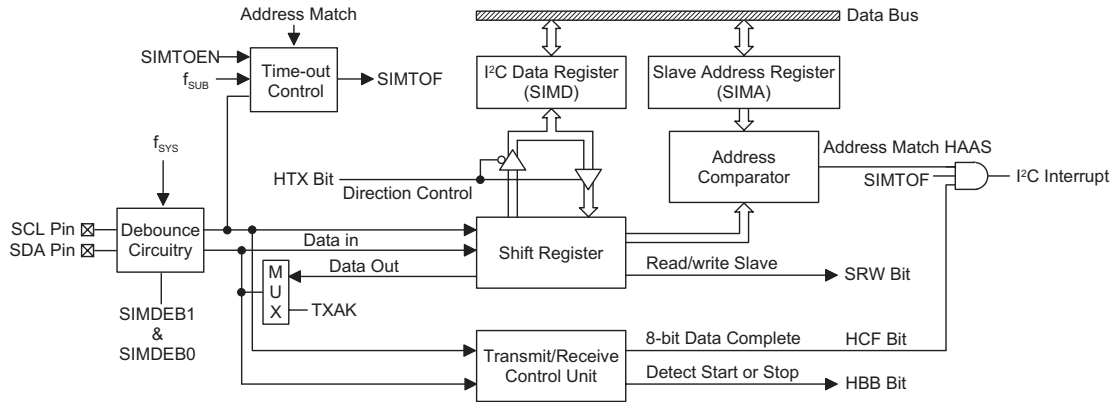 Address Match
Data Bus
SIMTOEN
f_SUB
Time-out
Control
SIMTOF
I²C Data Register
(SIMD)
Slave Address Register
(SIMA)
f_SYS
HTX Bit
Direction Control
Address
Comparator
Address Match HAAS
SIMTOF
I²C Interrupt
SCL Pin
SDA Pin
Debounce
Circuitry
Data in
Shift Register
Data Out
M
U
X
TXAK
Read/write Slave
SRW Bit
SIMDEB1
&
SIMDEB0
Transmit/Receive
Control Unit
8-bit Data Complete
HCF Bit
Detect Start or Stop
HBB Bit